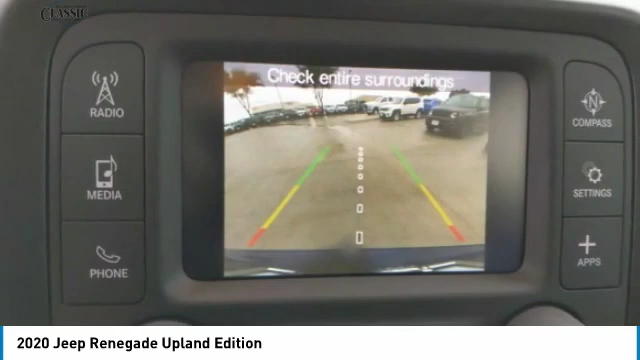 CLASSIC
Check entire surroundings
RADIO
MEDIA
PHONE
N
COMPASS
SETTINGS
APPS
2020 Jeep Renegade Upland Edition